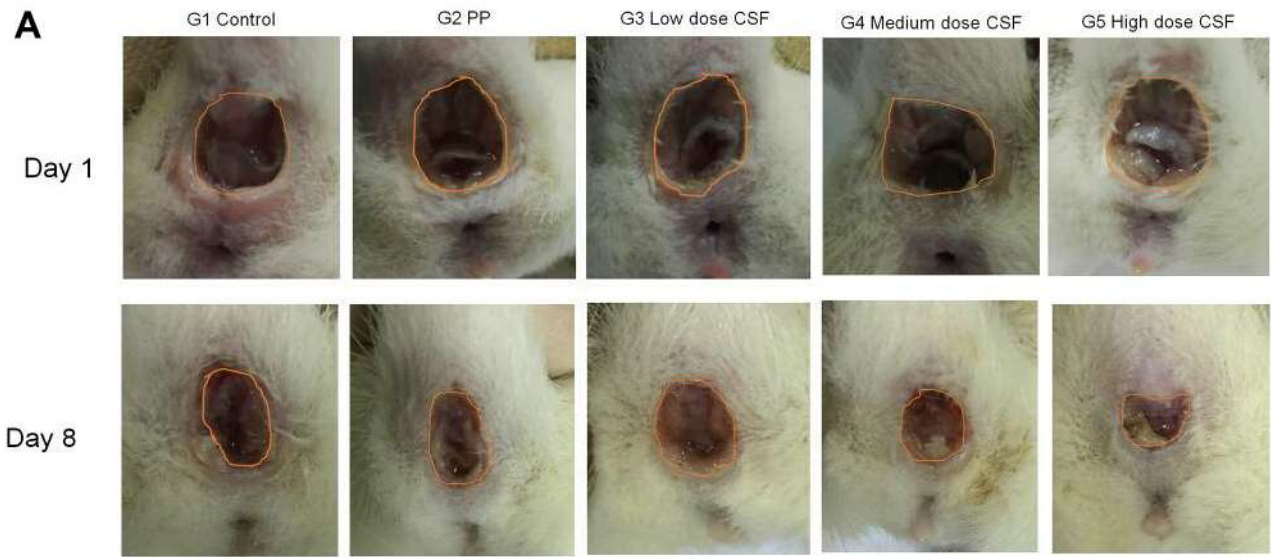 A
G1 Control
G2 PP
G3 Low dose CSF
G4 Medium dose CSF
G5 High dose CSF
Day 1
Day 8